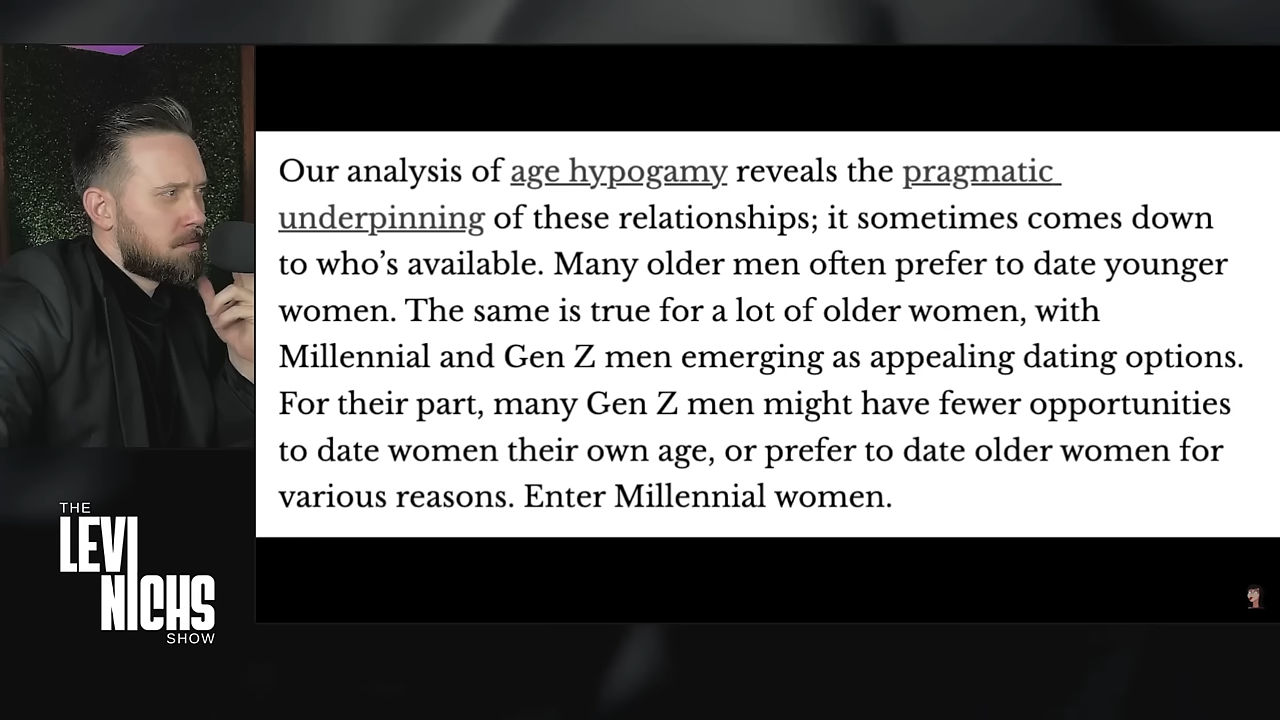 Our analysis of age hypogamy reveals the pragmatic
underpinning of these relationships; it sometimes comes down
to who’s available. Many older men often prefer to date younger
women. The same is true for a lot of older women, with
Millennial and Gen Z men emerging as appealing dating options.
For their part, many Gen Z men might have fewer opportunities
to date women their own age, or prefer to date older women for
various reasons. Enter Millennial women.
THE
LEVI
NICHS
SHOW